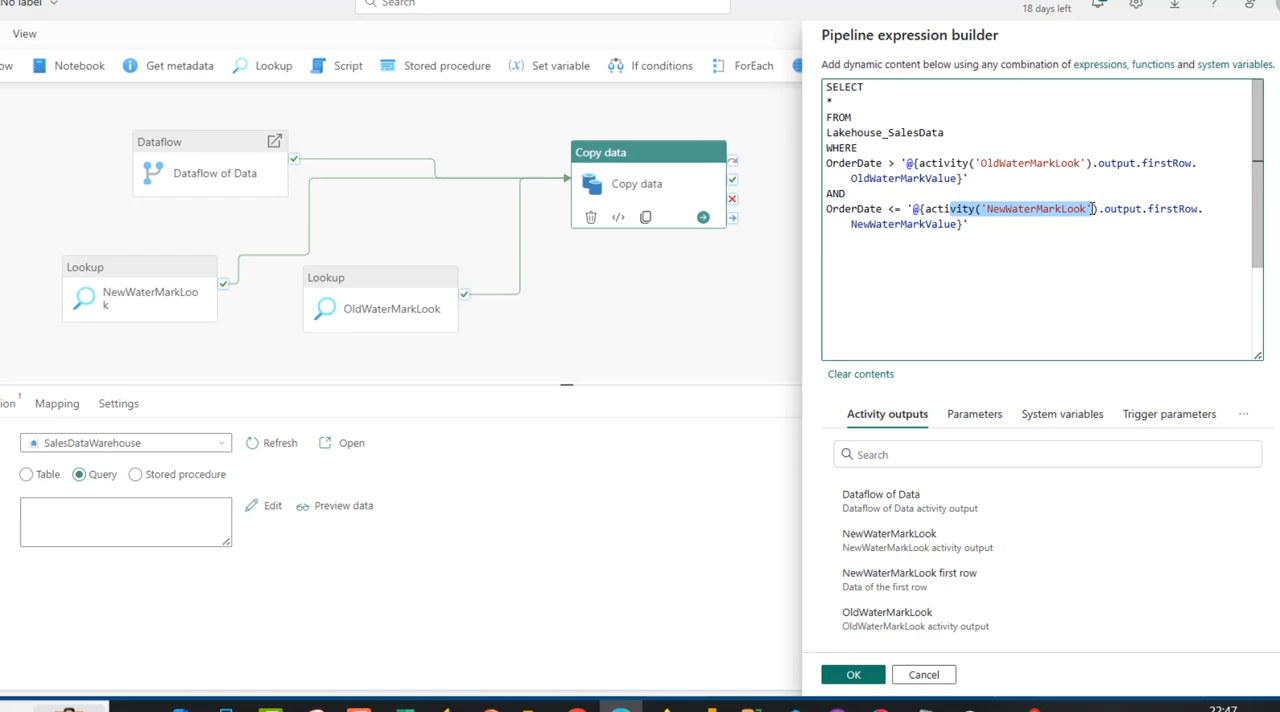 No label
Search
18 days left
View
ow
Notebook
Get metadata
Lookup
Script
Stored procedure
(x) Set variable
If conditions
ForEach
Dataflow
Dataflow of Data
Copy data
Copy data
Lookup
NewWaterMarkLoo
k
Lookup
OldWaterMarkLook
ion 1
Mapping
Settings
SalesDataWarehouse
Refresh
Open
Table
Query
Stored procedure
Edit
Preview data
Pipeline expression builder
Add dynamic content below using any combination of expressions, functions and system variables.
SELECT
*
FROM
Lakehouse_SalesData
WHERE
OrderDate > '@{activity('OldWaterMarkLook').output.firstRow.
OldWaterMarkValue}'
AND
OrderDate <= '@{activity('NewWaterMarkLook').output.firstRow.
NewWaterMarkValue}'
Clear contents
Activity outputs
Parameters
System variables
Trigger parameters
...
Search
Dataflow of Data
Dataflow of Data activity output
NewWaterMarkLook
NewWaterMarkLook activity output
NewWaterMarkLook first row
Data of the first row
OldWaterMarkLook
OldWaterMarkLook activity output
OK
Cancel
22:47